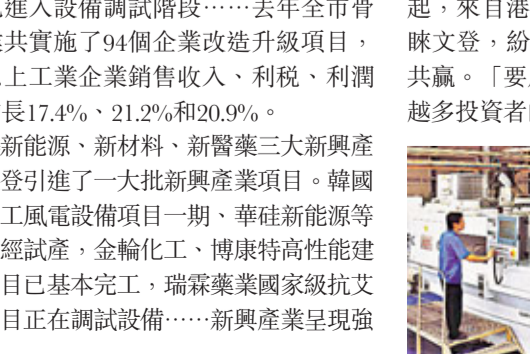 進入設備調試階段……去年全市骨
共實施了94個企業改造升級項目，
上工業企業銷售收入、利税、利潤
長17.4%、21.2%和20.9%。
新能源、新材料、新醫藥三大新興產
登引進了一大批新興產業項目。韓國
工風電設備項目一期、華硅新能源等
經試產，金輪化工、博康特高性能建
目已基本完工，瑞霖藥業國家級抗艾
目正在調試設備……新興產業呈現強
起，來自港
睞文登，紛
共贏。「要
越多投資者